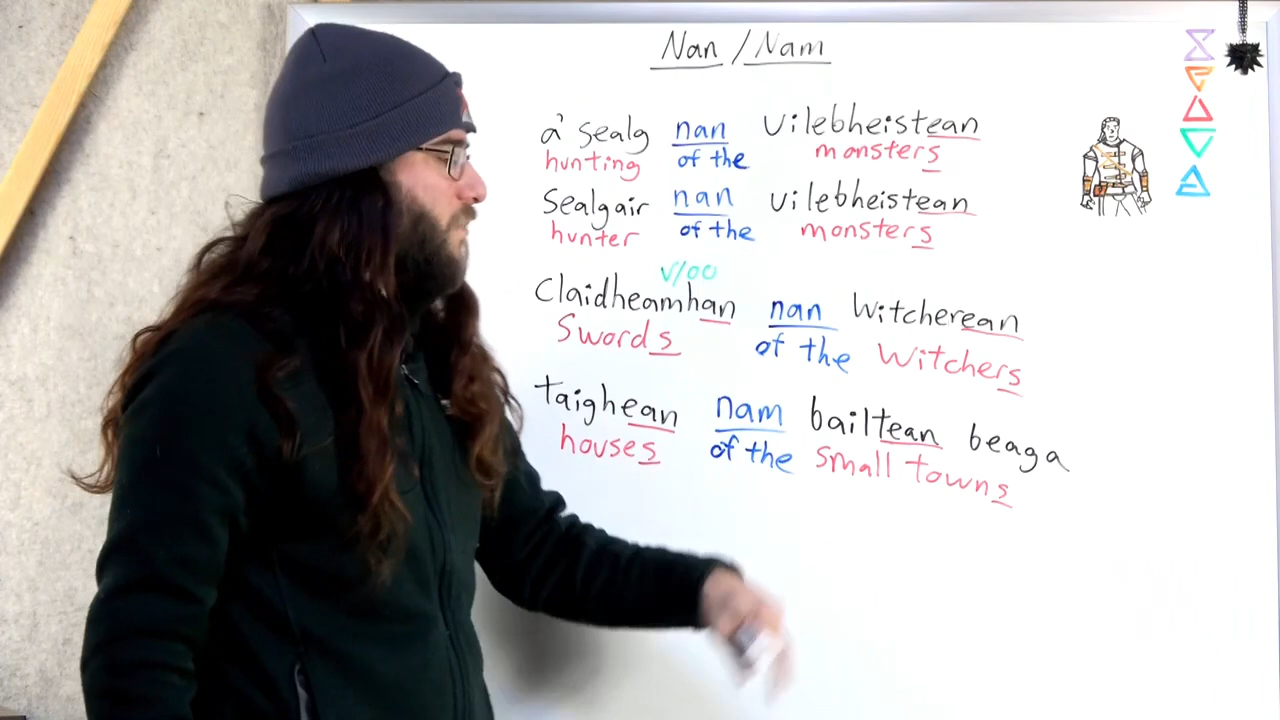 Nan / Nam
a' sealg nan uilebheistean
hunting of the monsters
Sealgair nan uilebheistean
hunter of the monsters
v/oo
Claidheamhan nan Witcherean
Swords of the Witchers
taighean nam bailtean beaga
houses of the small towns